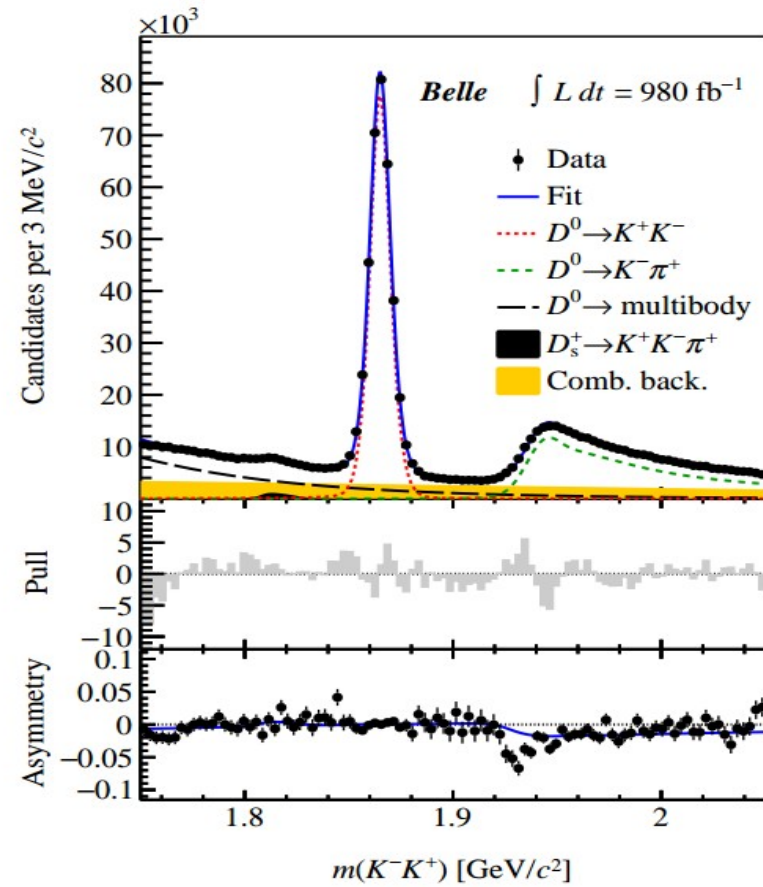 ×10³
Candidates per 3 MeV/c²
80
70
60
50
40
30
20
10
Belle ∫ L dt = 980 fb⁻¹
Data
Fit
D⁰→K⁺K⁻
D⁰→K⁻π⁺
D⁰→ multibody
Dₛ⁺→K⁺K⁻π⁺
Comb. back.
Pull
10
5
0
−5
−10
Asymmetry
0.1
0.05
0
−0.05
−0.1
1.8 1.9 2
m(K⁻K⁺) [GeV/c²]